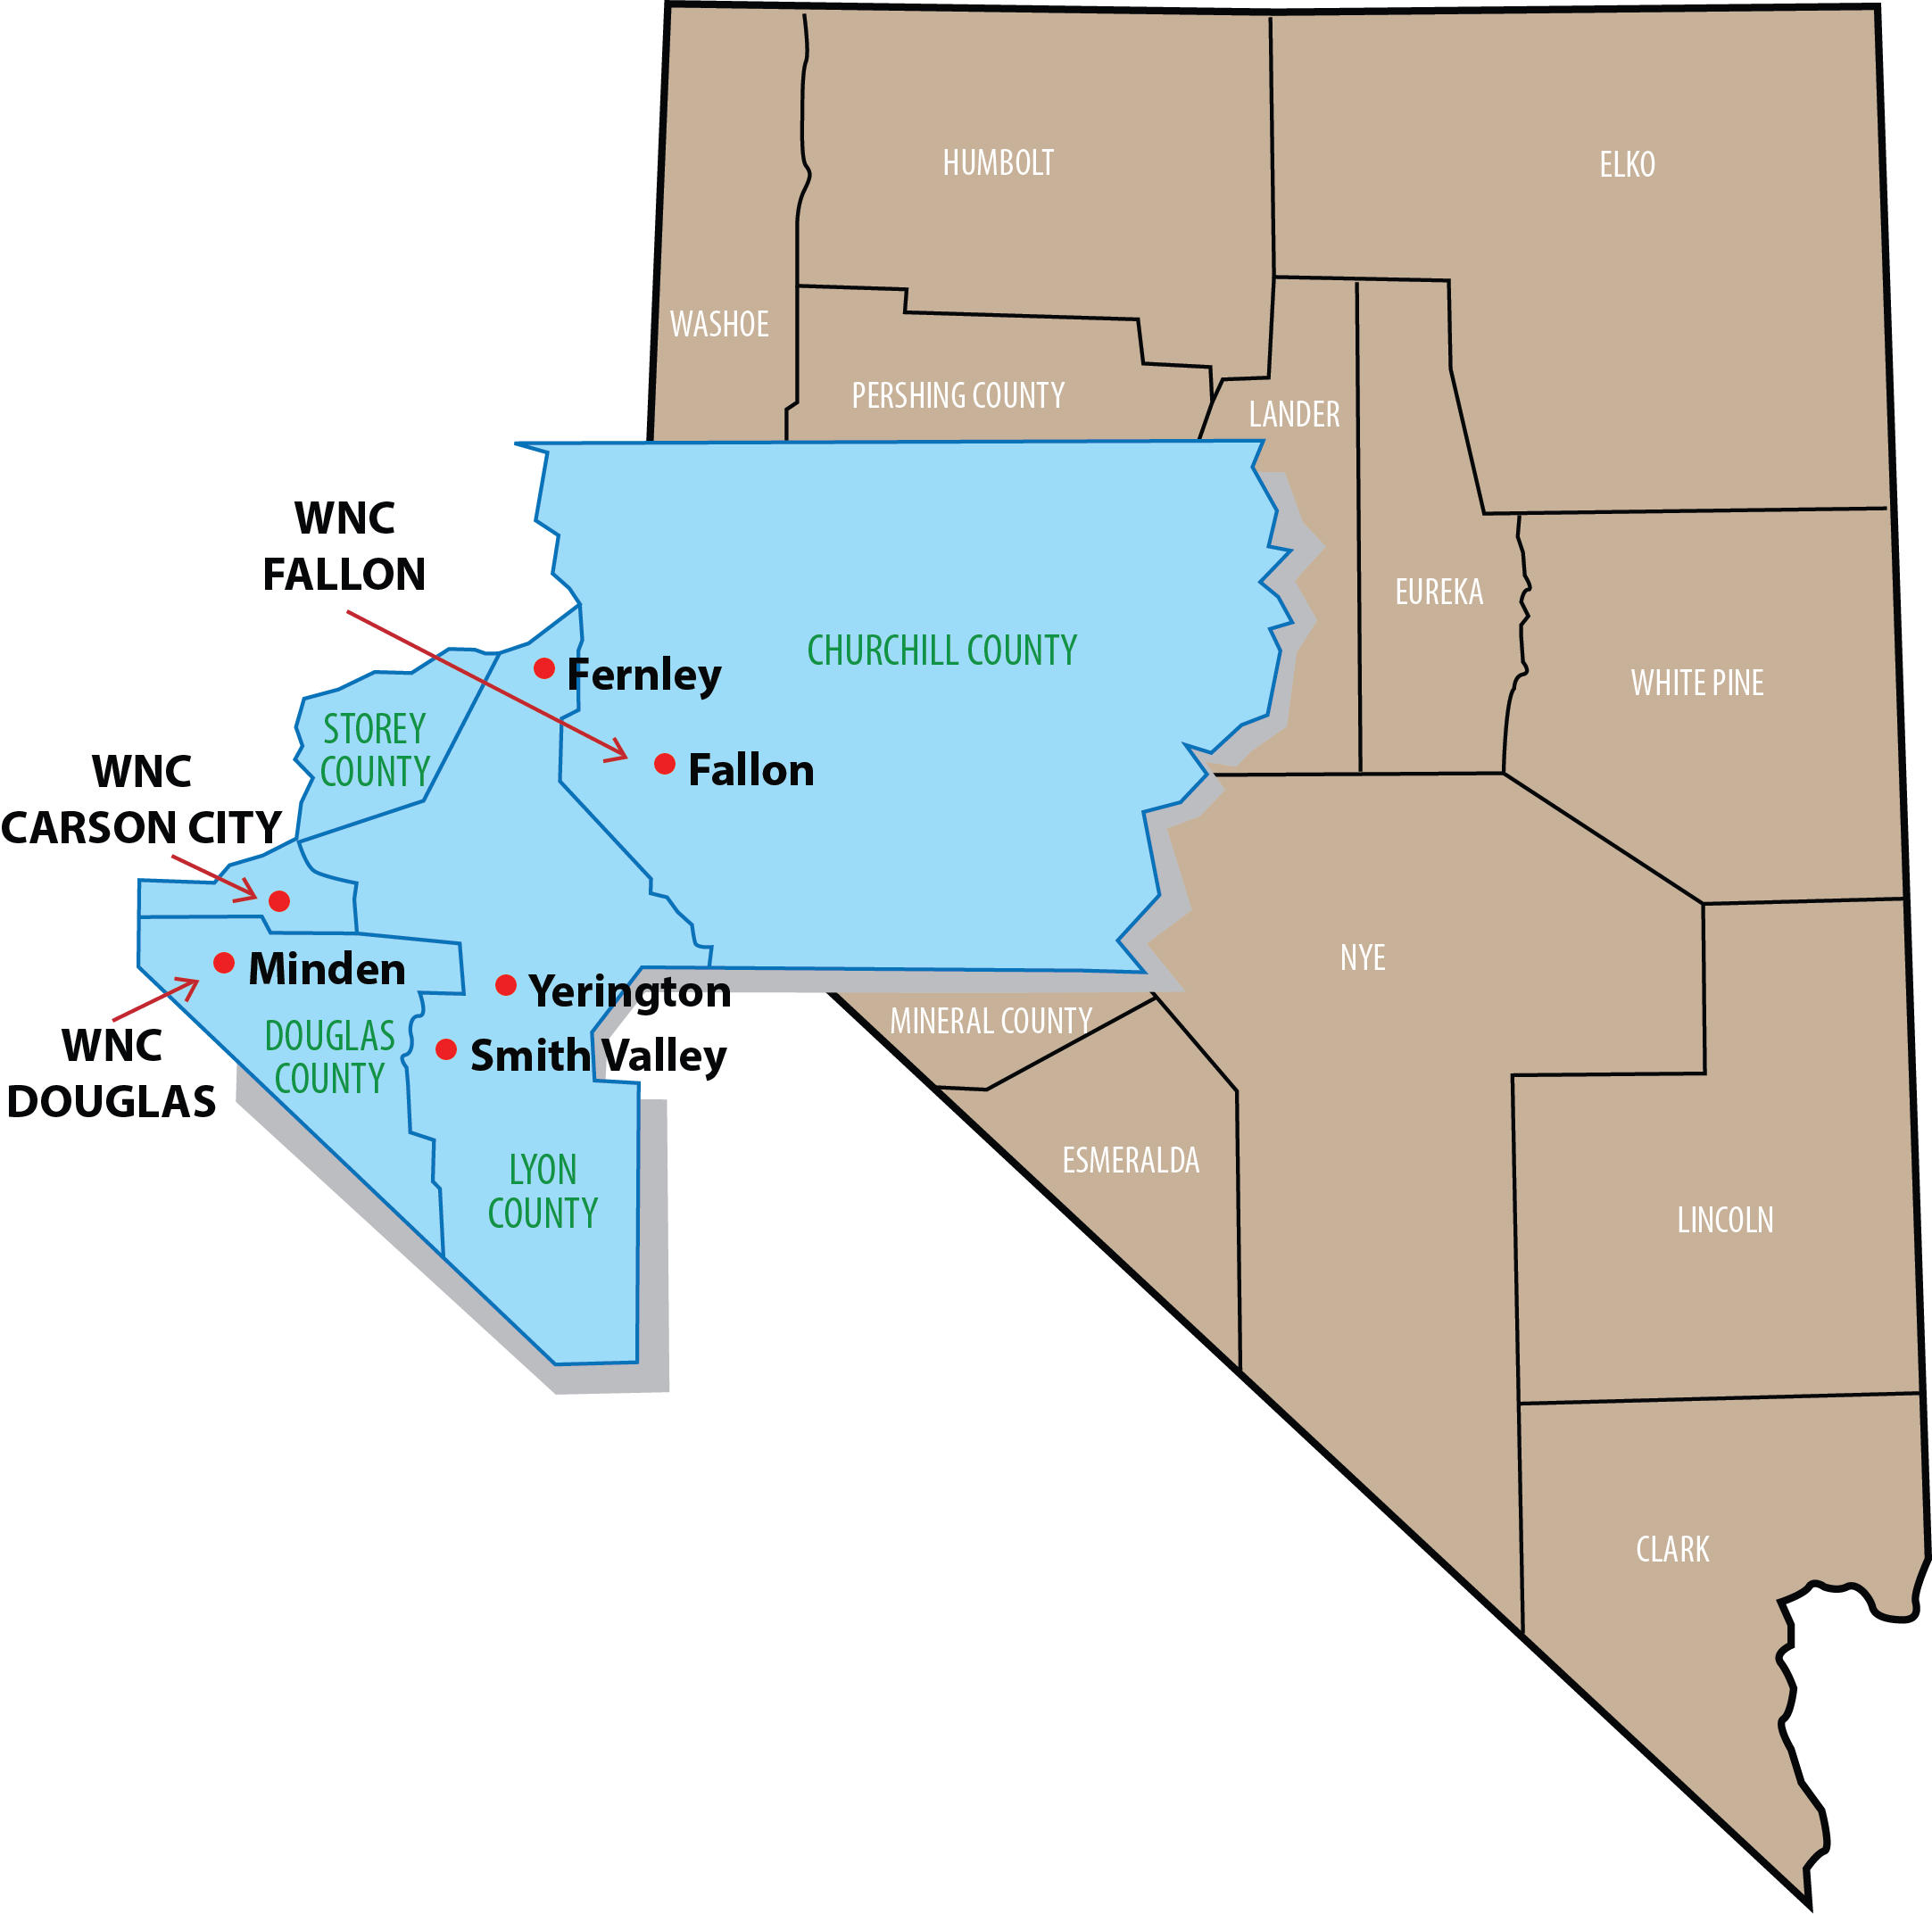 HUMBOLT
ELKO
WASHOE
PERSHING COUNTY
LANDER
WNC
FALLON
EUREKA
CHURCHILL COUNTY
Fernley
WHITE PINE
STOREY
COUNTY
WNC
CARSON CITY
Fallon
NYE
Minden
Yerington
MINERAL COUNTY
DOUGLAS
COUNTY
Smith Valley
WNC
DOUGLAS
ESMERALDA
LYON
COUNTY
LINCOLN
CLARK